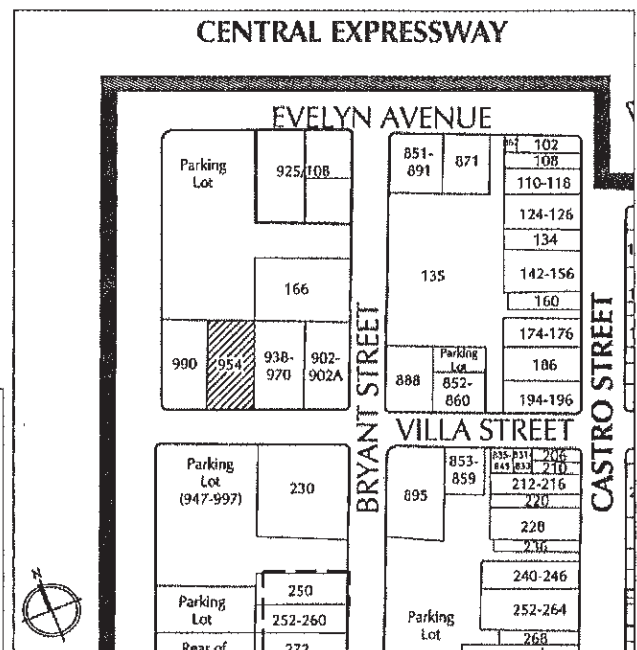 CENTRAL EXPRESSWAY
EVELYN AVENUE
Parking
Lot
925/108
851-
891
871
102
108
110-118
124-126
134
142-156
160
174-176
186
194-196
166
135
990
954
938-
970
902-
902A
888
Parking
Lot
852-
860
BRYANT STREET
CASTRO STREET
VILLA STREET
Parking
Lot
(947-997)
230
895
853-
859
206
210
212-216
220
228
236
240-246
252-264
268
Parking
Lot
250
252-260
272
Rear of
Parking
Lot
N